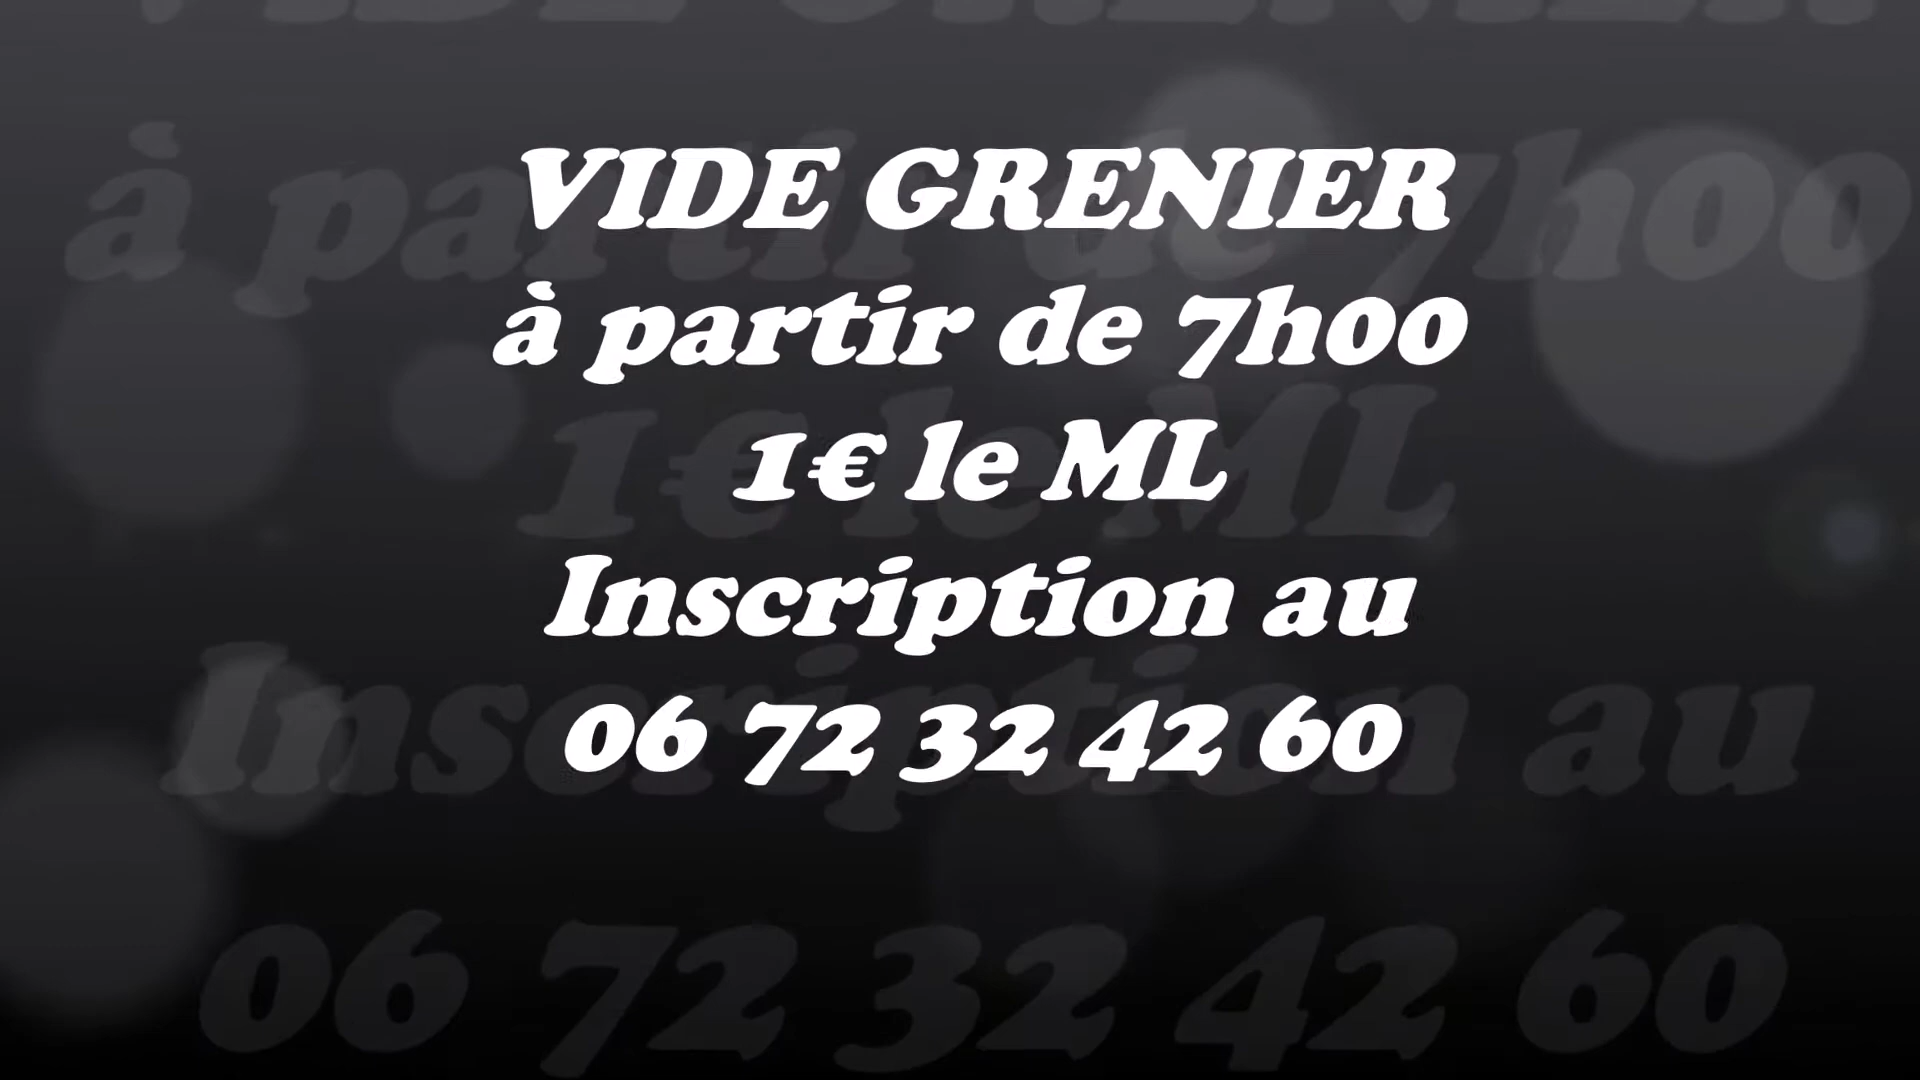 VIDE GRENIER
à partir de 7h00
1€ le ML
Inscription au
06 72 32 42 60